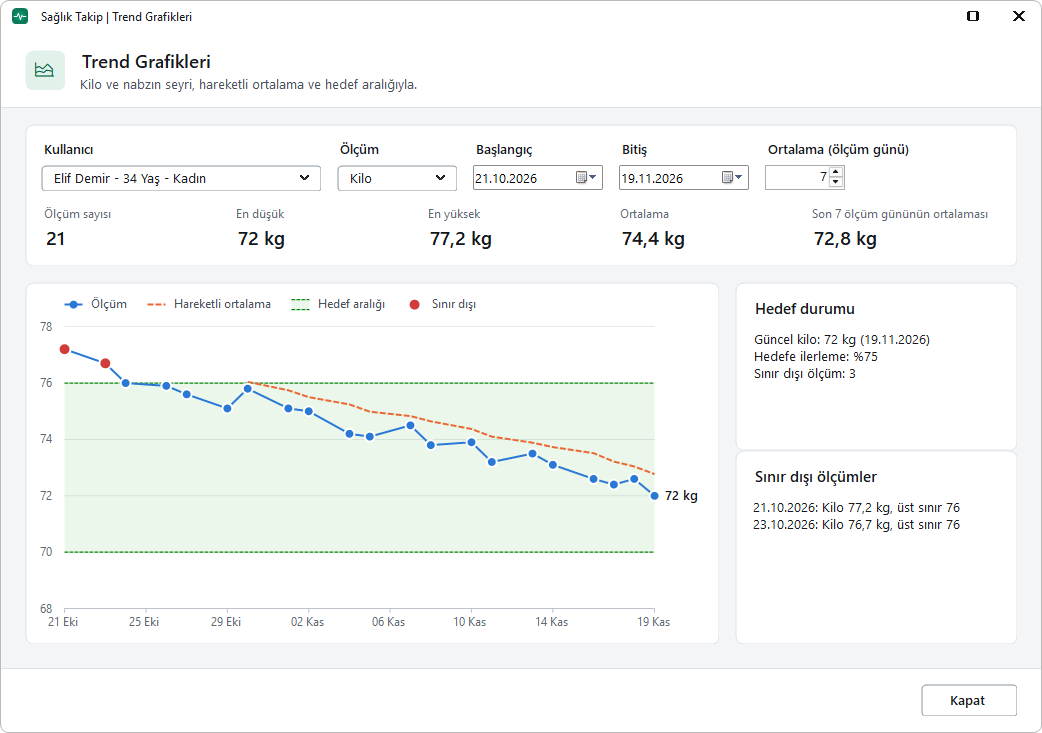 Sağlık Takip | Trend Grafikleri
Trend Grafikleri
Kilo ve nabzın seyri, hareketli ortalama ve hedef aralığıyla.
Kullanıcı
Ölçüm
Başlangıç
Bitiş
Ortalama (ölçüm günü)
Elif Demir - 34 Yaş - Kadın
Kilo
21.10.2026
19.11.2026
7
Ölçüm sayısı
En düşük
En yüksek
Ortalama
Son 7 ölçüm gününün ortalaması
21
72 kg
77,2 kg
74,4 kg
72,8 kg
Ölçüm
Hareketli ortalama
Hedef aralığı
Sınır dışı
78
76
74
72
70
68
72 kg
21 Eki
25 Eki
29 Eki
02 Kas
06 Kas
10 Kas
14 Kas
19 Kas
Hedef durumu
Güncel kilo: 72 kg (19.11.2026)
Hedefe ilerleme: %75
Sınır dışı ölçüm: 3
Sınır dışı ölçümler
21.10.2026: Kilo 77,2 kg, üst sınır 76
23.10.2026: Kilo 76,7 kg, üst sınır 76
Kapat